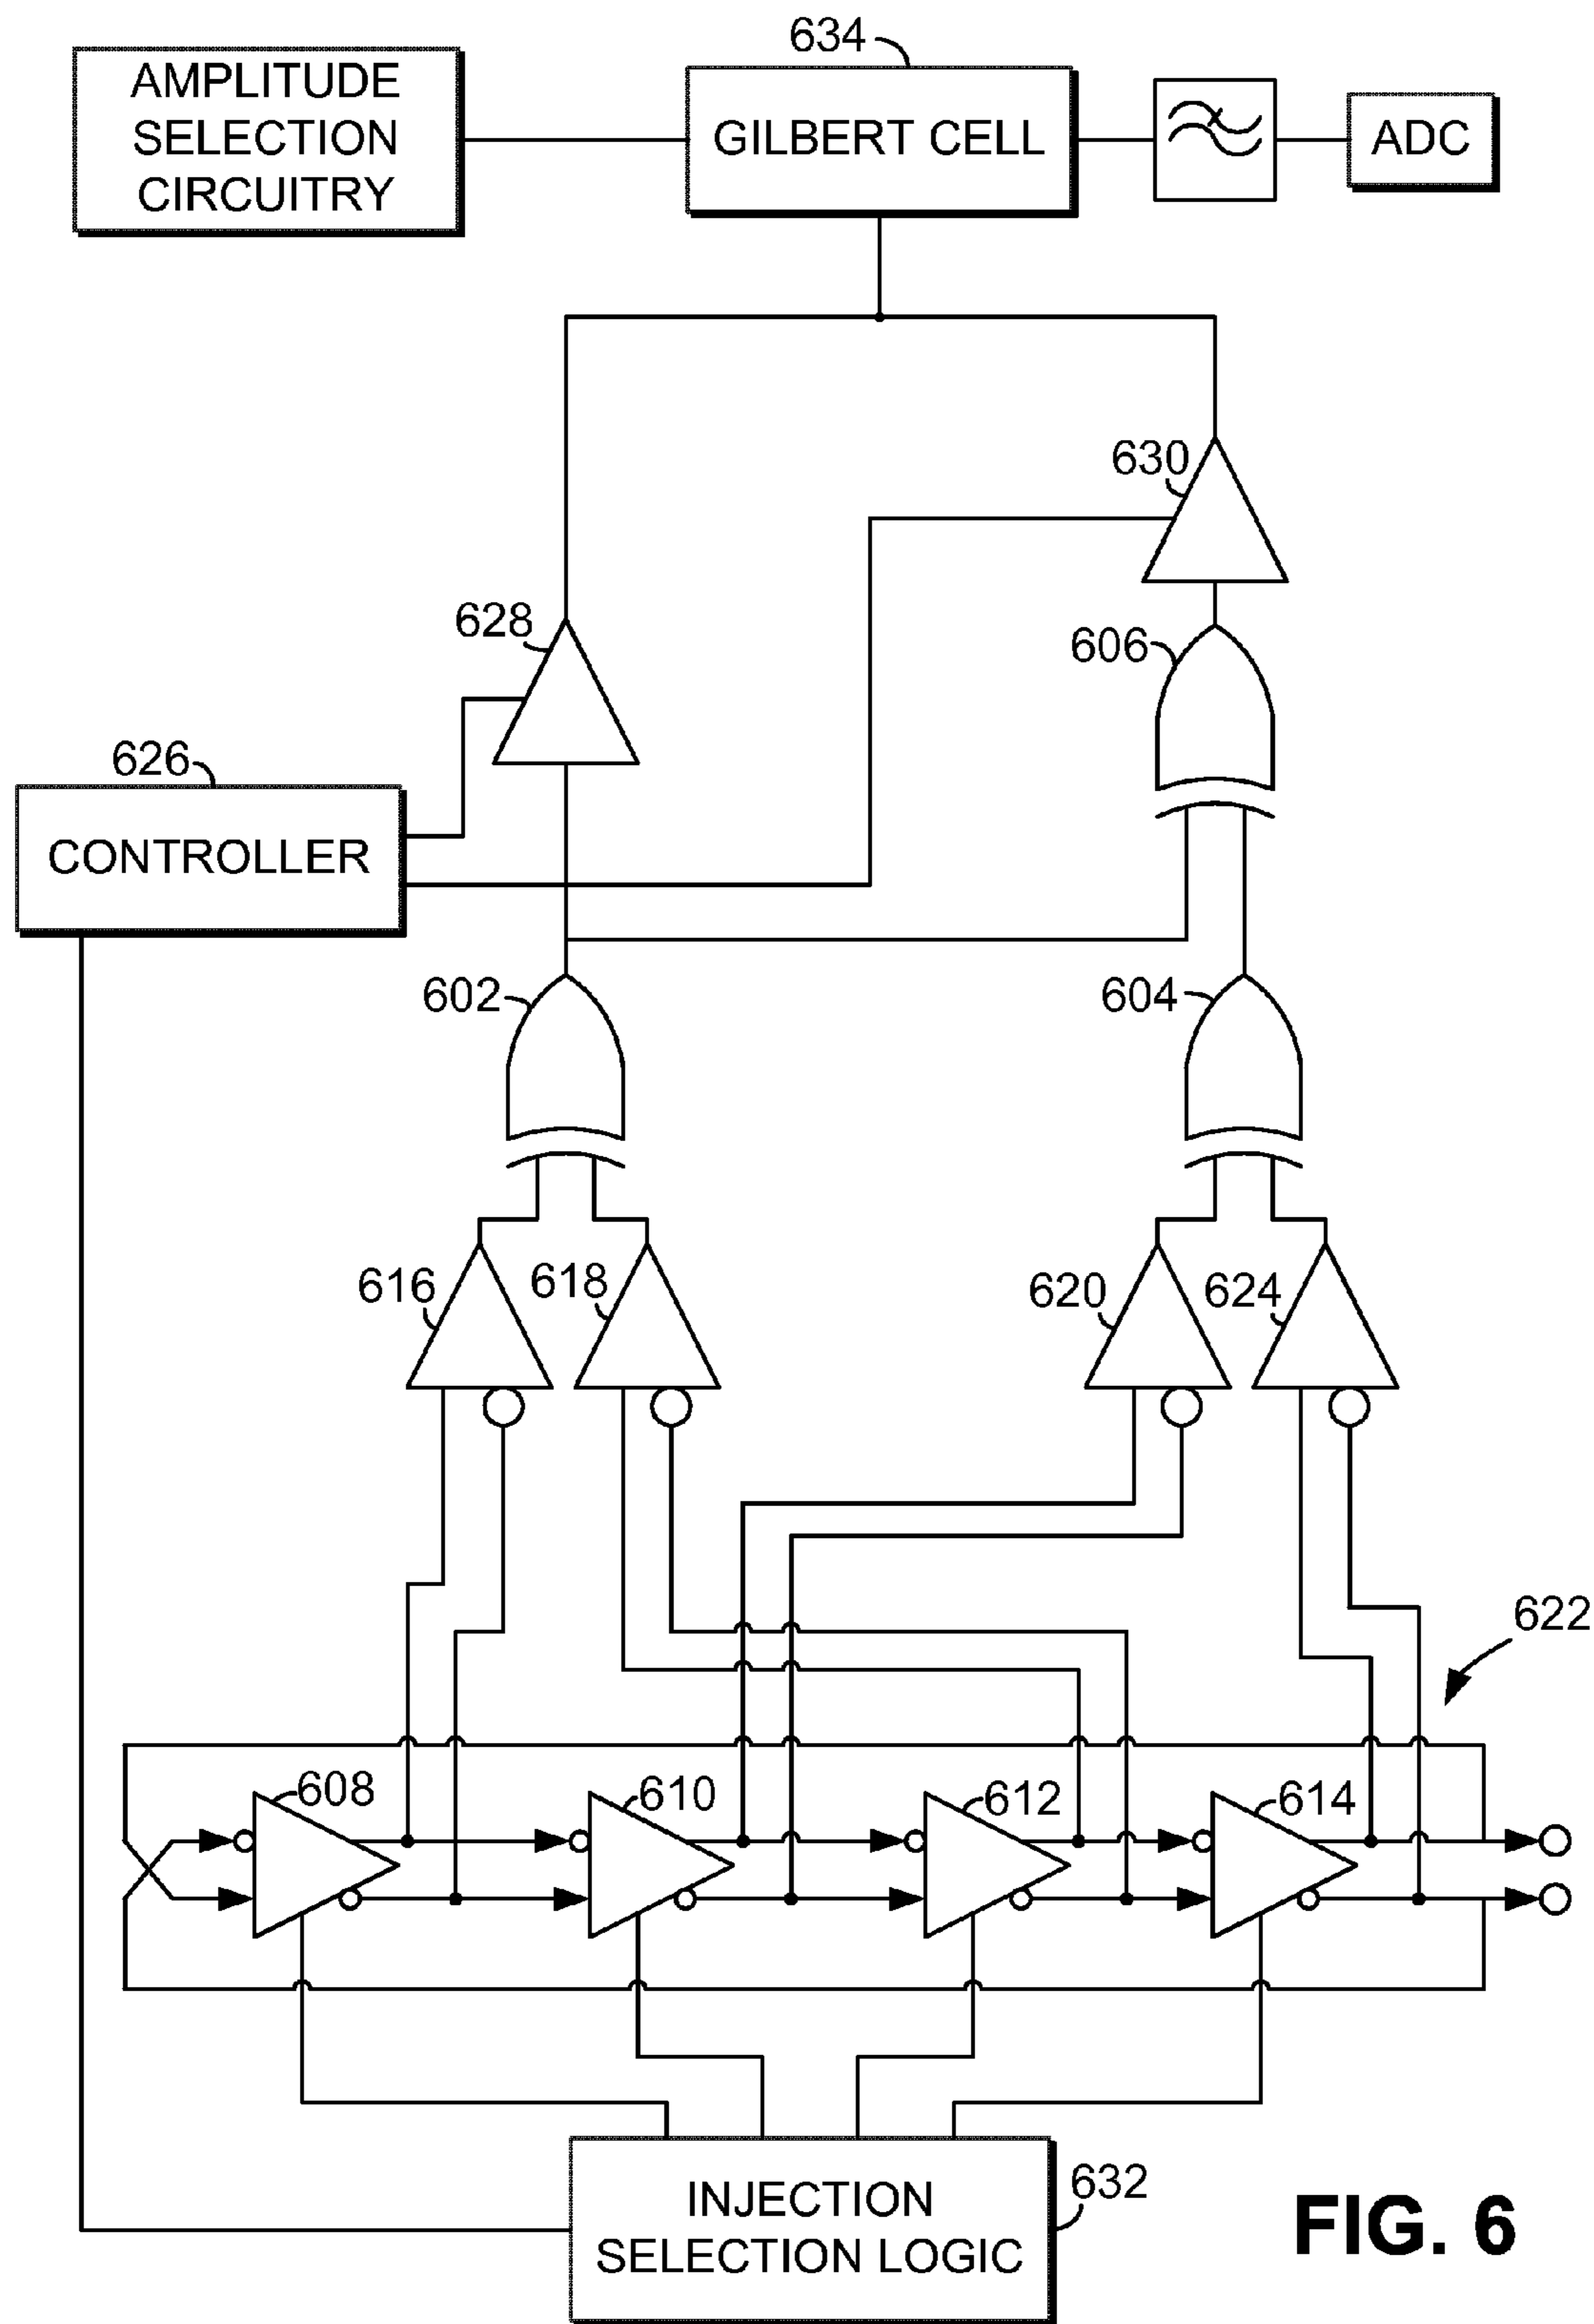 634
AMPLITUDE
SELECTION
CIRCUITRY
GILBERT CELL
ADC
630
628
606
626
CONTROLLER
602
604
616
618
620
624
622
608
610
612
614
INJECTION
SELECTION LOGIC
632
FIG. 6